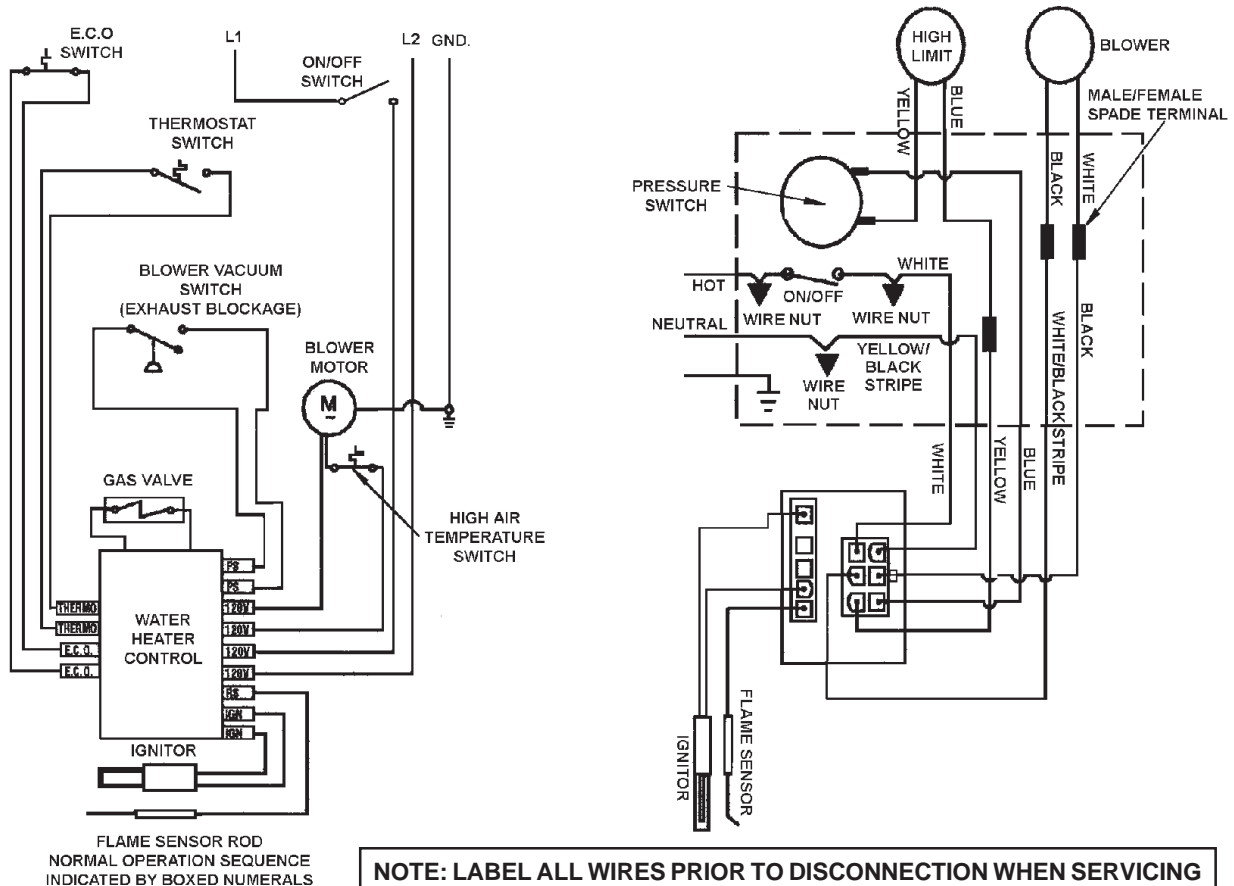 E.C.O
SWITCH
L1
ON/OFF
SWITCH
L2 GND.
THERMOSTAT
SWITCH
BLOWER VACUUM
SWITCH
(EXHAUST BLOCKAGE)
BLOWER
MOTOR
M
~
GAS VALVE
HIGH AIR
TEMPERATURE
SWITCH
WATER
HEATER
CONTROL
THERMO
THERMO
E.C.O.
E.C.O.
PS
PS
120V
120V
120V
120V
RS
IGN
IGN
IGNITOR
FLAME SENSOR ROD
NORMAL OPERATION SEQUENCE
INDICATED BY BOXED NUMERALS
HIGH
LIMIT
BLOWER
MALE/FEMALE
SPADE TERMINAL
YELLOW
BLUE
BLACK
WHITE
PRESSURE
SWITCH
HOT
WIRE NUT
ON/OFF
WHITE
WIRE NUT
NEUTRAL
WIRE
NUT
YELLOW/
BLACK
STRIPE
WHITE/BLACK STRIPE
BLACK
WHITE
YELLOW
BLUE
IGNITOR
FLAME SENSOR
NOTE: LABEL ALL WIRES PRIOR TO DISCONNECTION WHEN SERVICING